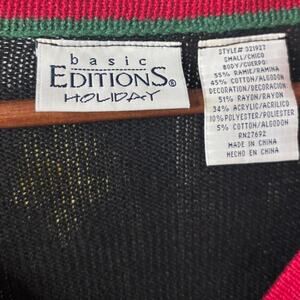 basic
EDITIONS®
HOLIDAY
STYLE# 321927
SMALL/CHICO
BODY/CUERPO
55% RAMIE/RAMINA
45% COTTON/ALGODON
DECORATION/DECORACION
51% RAYON/RAYON
34% ACRYLIC/ACRILICO
10% POLYESTER/POLIESTER
5% COTTON/ALGODON
RN27692
MADE IN CHINA
HECHO EN CHINA